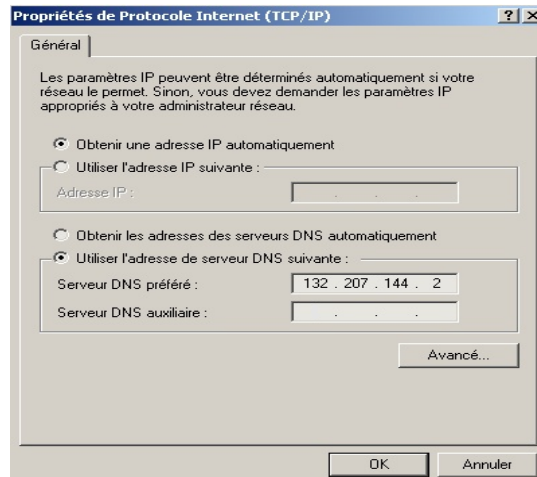 Propriétés de Protocole Internet (TCP/IP)
Général
Les paramètres IP peuvent être déterminés automatiquement si votre
réseau le permet. Sinon, vous devez demander les paramètres IP
appropriés à votre administrateur réseau.
Obtenir une adresse IP automatiquement
Utiliser l'adresse IP suivante :
Adresse IP :
Obtenir les adresses des serveurs DNS automatiquement
Utiliser l'adresse de serveur DNS suivante :
Serveur DNS préféré : 132 . 207 . 144 . 2
Serveur DNS auxiliaire :
Avancé...
OK Annuler